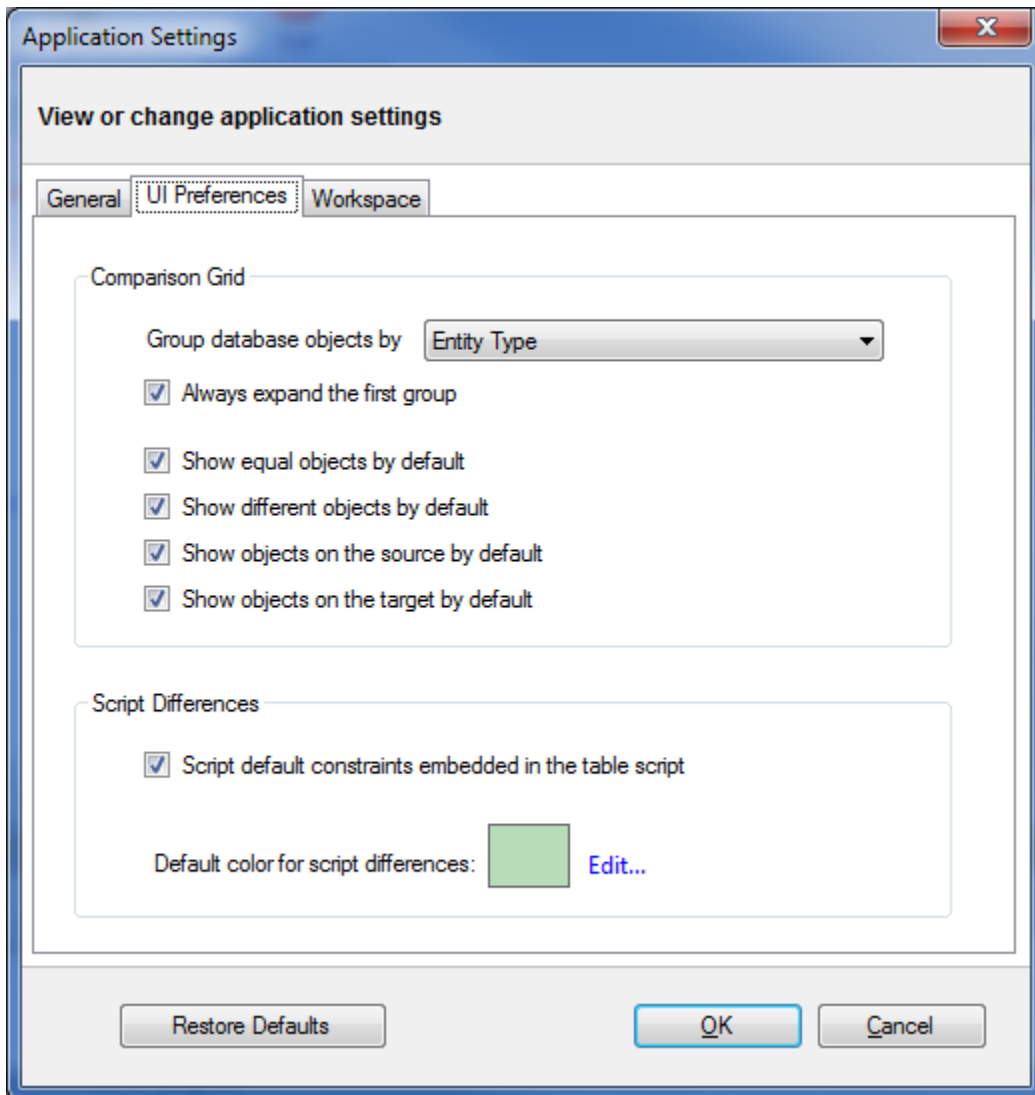 Application Settings
View or change application settings
General UI Preferences Workspace
Comparison Grid
Group database objects by Entity Type
Always expand the first group
Show equal objects by default
Show different objects by default
Show objects on the source by default
Show objects on the target by default
Script Differences
Script default constraints embedded in the table script
Default color for script differences: Edit...
Restore Defaults OK Cancel